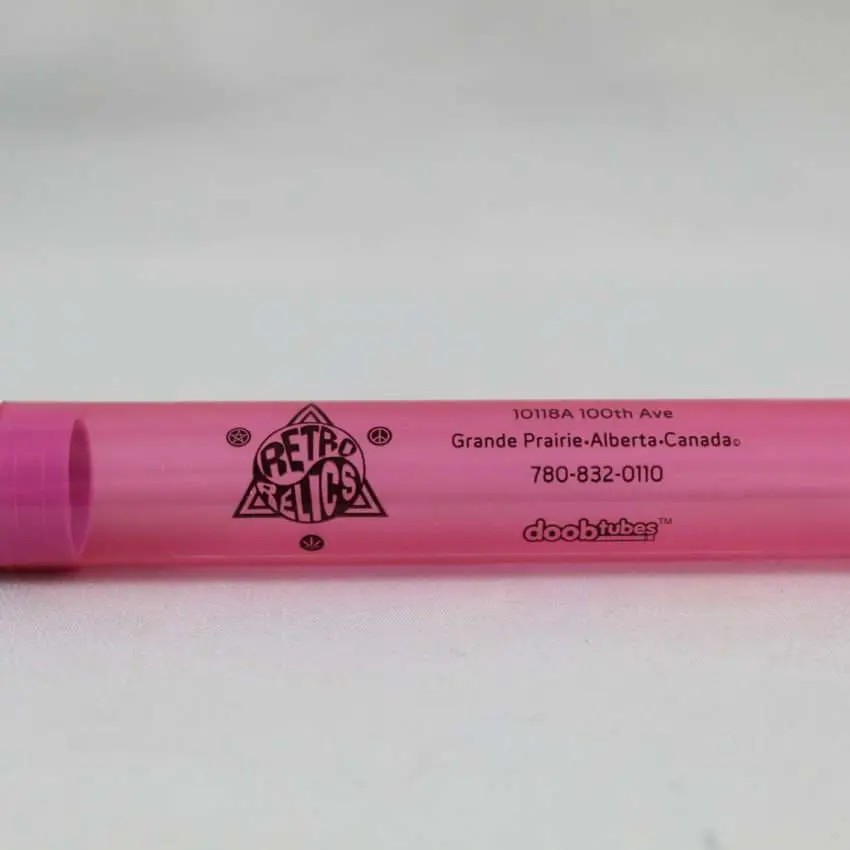 RETRO
RELICS
10118A 100th Ave
Grande Prairie•Alberta•Canada©
780-832-0110
doobtubes™